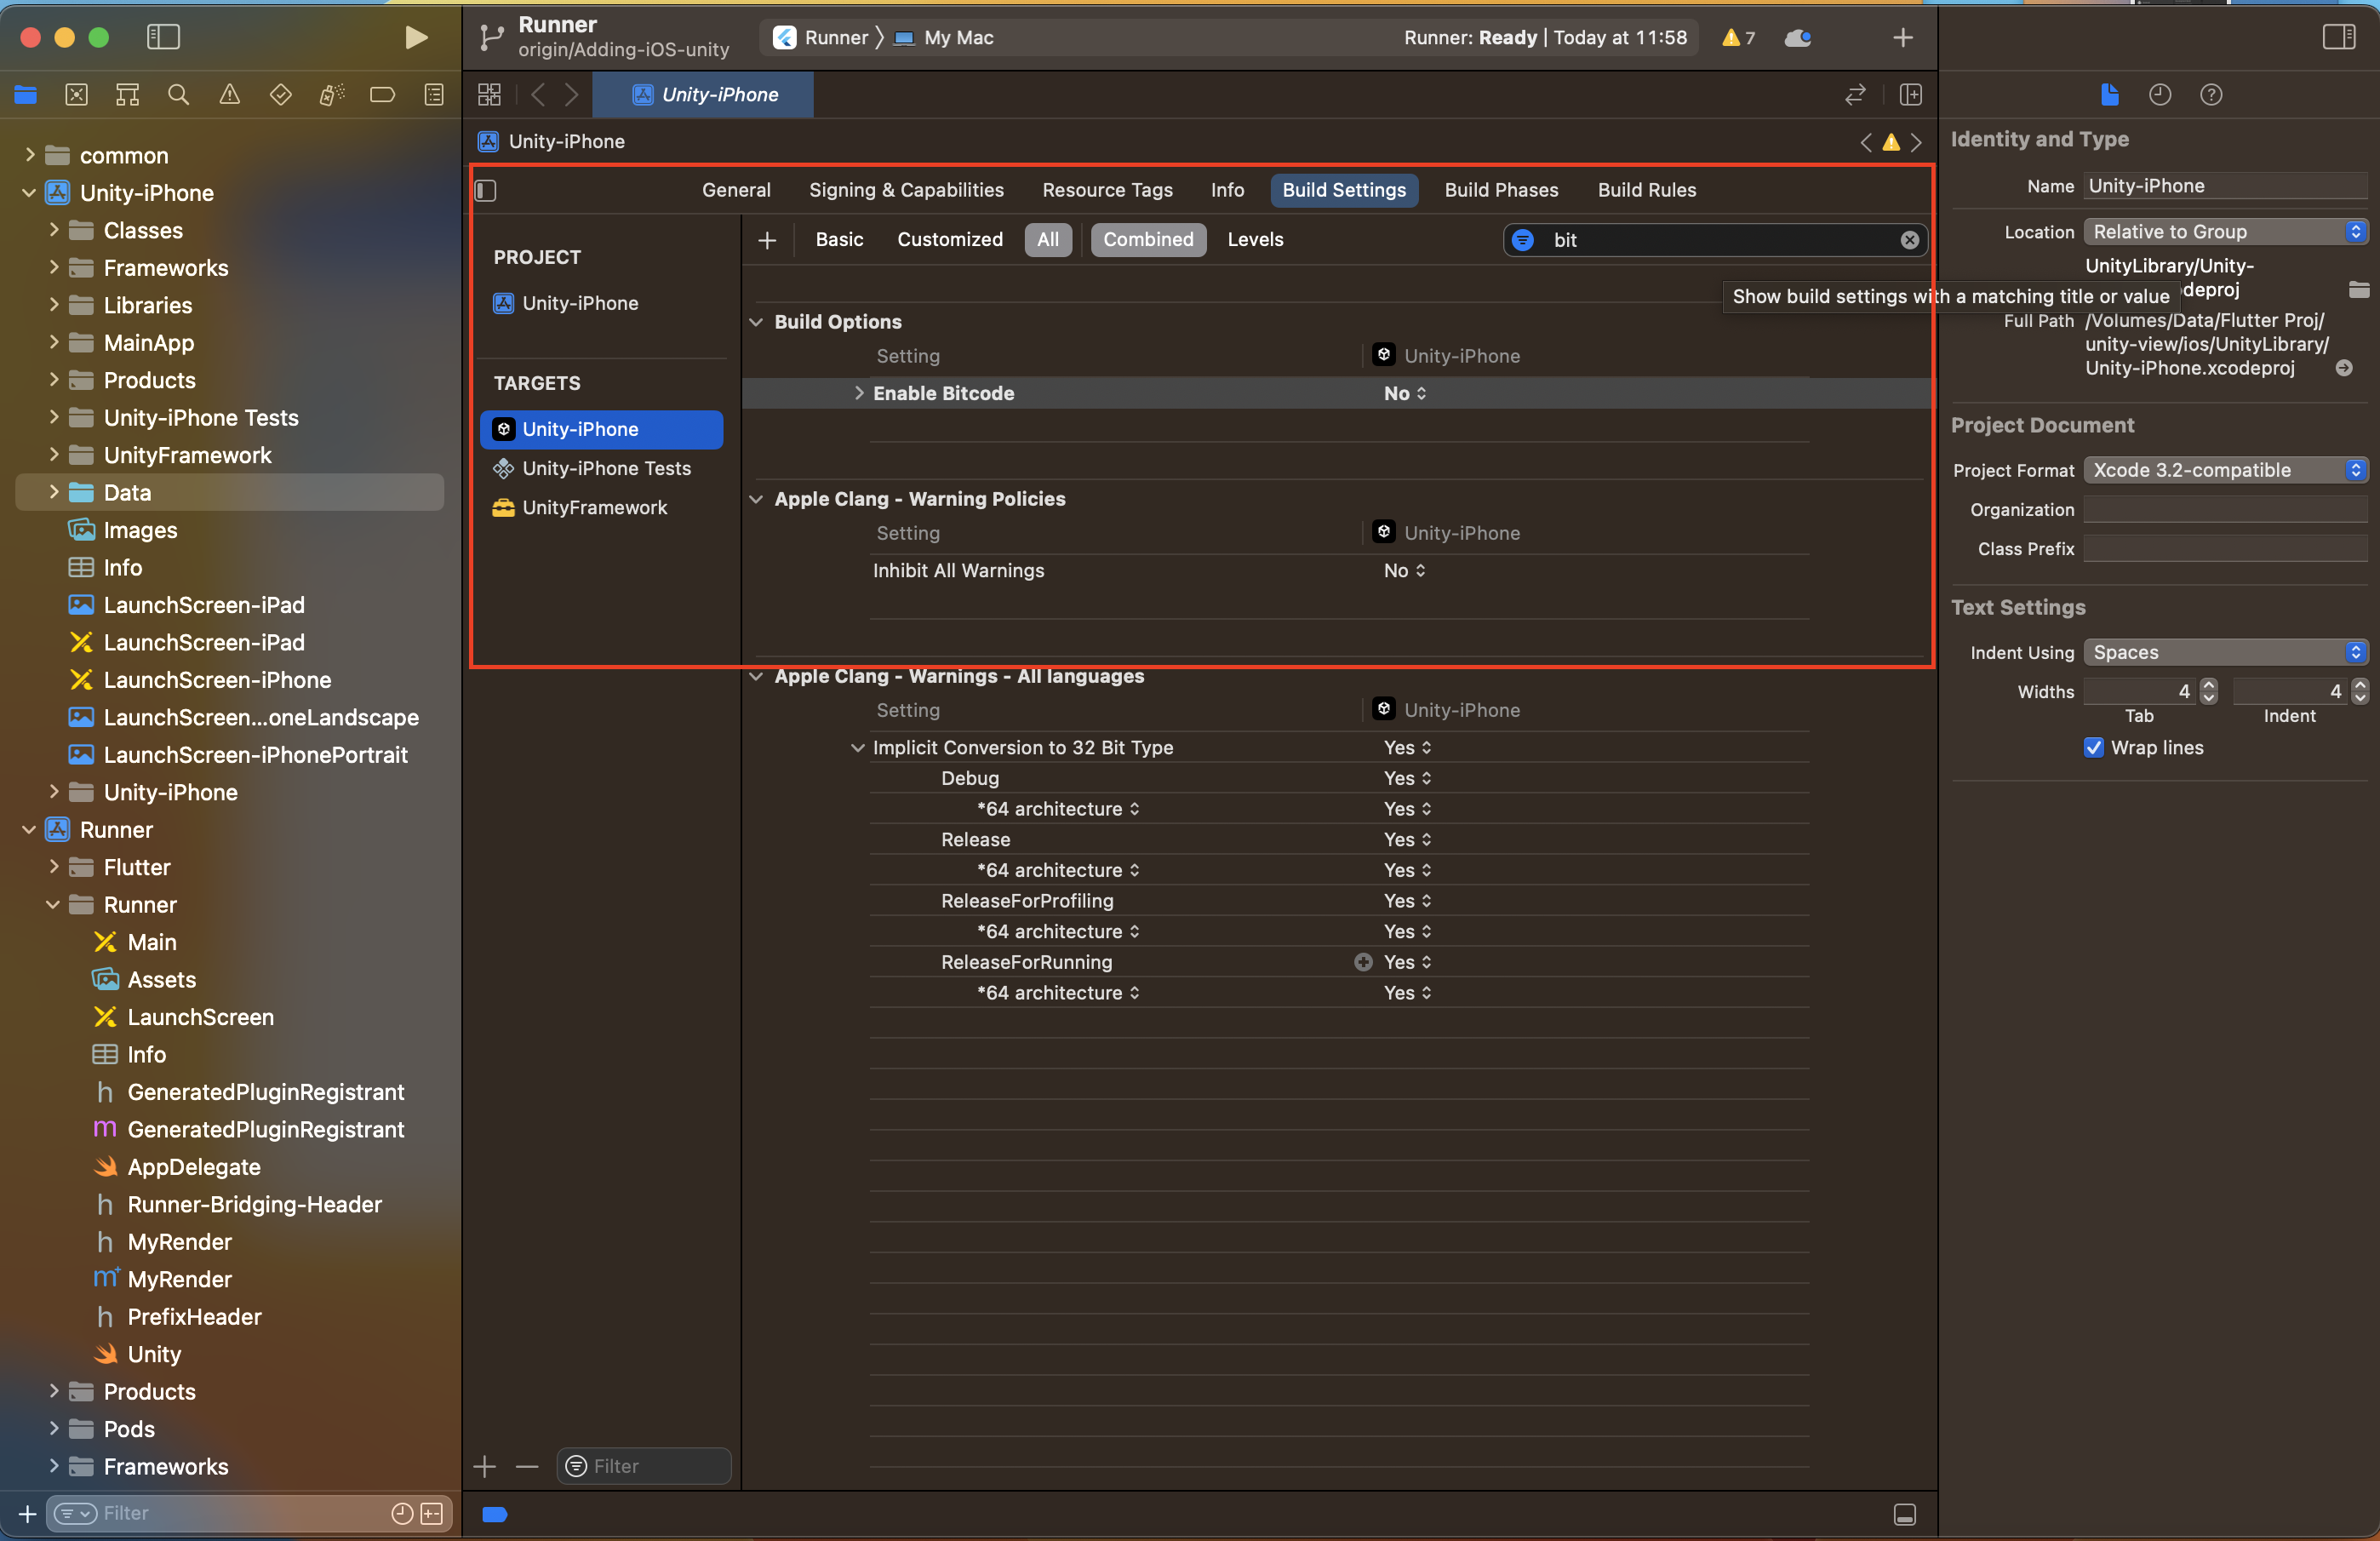 Runner
origin/Adding-iOS-unity
Runner
My Mac
Runner: Ready | Today at 11:58
7
common
Unity-iPhone
Classes
Frameworks
Libraries
MainApp
Products
Unity-iPhone Tests
UnityFramework
Data
Images
Info
LaunchScreen-iPad
LaunchScreen-iPad
LaunchScreen-iPhone
LaunchScreen...oneLandscape
LaunchScreen-iPhonePortrait
Unity-iPhone
Runner
Flutter
Runner
Main
Assets
LaunchScreen
Info
GeneratedPluginRegistrant
GeneratedPluginRegistrant
AppDelegate
Runner-Bridging-Header
MyRender
MyRender
PrefixHeader
Unity
Products
Pods
Frameworks
Filter
Unity-iPhone
Unity-iPhone
General Signing & Capabilities Resource Tags Info Build Settings Build Phases Build Rules
PROJECT
Unity-iPhone
TARGETS
Unity-iPhone
Unity-iPhone Tests
UnityFramework
Filter
Basic Customized All Combined Levels bit
Show build settings with a matching title or value
Build Options
Setting Unity-iPhone
Enable Bitcode No
Apple Clang - Warning Policies
Setting Unity-iPhone
Inhibit All Warnings No
Apple Clang - Warnings - All languages
Setting Unity-iPhone
Implicit Conversion to 32 Bit Type Yes
Debug Yes
*64 architecture Yes
Release Yes
*64 architecture Yes
ReleaseForProfiling Yes
*64 architecture Yes
ReleaseForRunning Yes
*64 architecture Yes
Identity and Type
Name Unity-iPhone
Location Relative to Group
UnityLibrary/Unity-
deproj
Full Path /Volumes/Data/Flutter Proj/
unity-view/ios/UnityLibrary/
Unity-iPhone.xcodeproj
Project Document
Project Format Xcode 3.2-compatible
Organization
Class Prefix
Text Settings
Indent Using Spaces
Widths 4 4
Tab Indent
Wrap lines